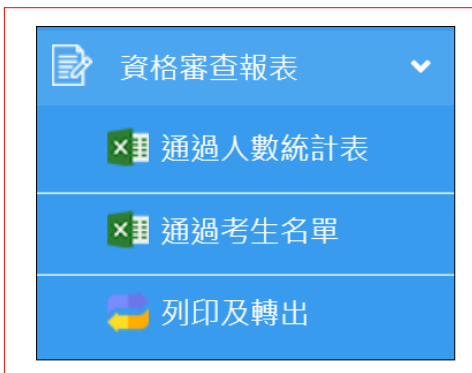 資格審查報表
通過人數統計表
通過考生名單
列印及轉出